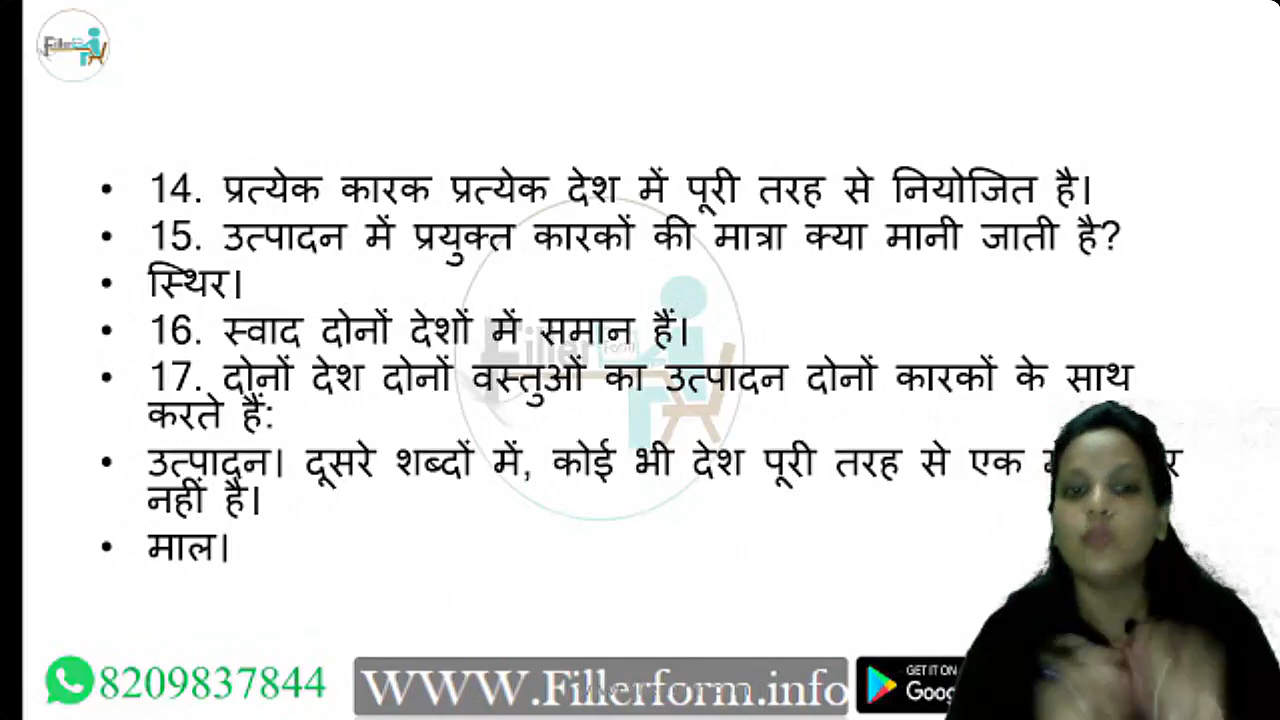 Filler
• 14. प्रत्येक कारक प्रत्येक देश में पूरी तरह से नियोजित है।
• 15. उत्पादन में प्रयुक्त कारकों की मात्रा क्या मानी जाती है?
• स्थिर।
• 16. स्वाद दोनों देशों में समान हैं।
• 17. दोनों देश दोनों वस्तुओं का उत्पादन दोनों कारकों के साथ
करते हैं:
• उत्पादन। दूसरे शब्दों में, कोई भी देश पूरी तरह से एक
नहीं है।
• माल।
8209837844
WWW.Fillerform.info
GET IT ON
Goog